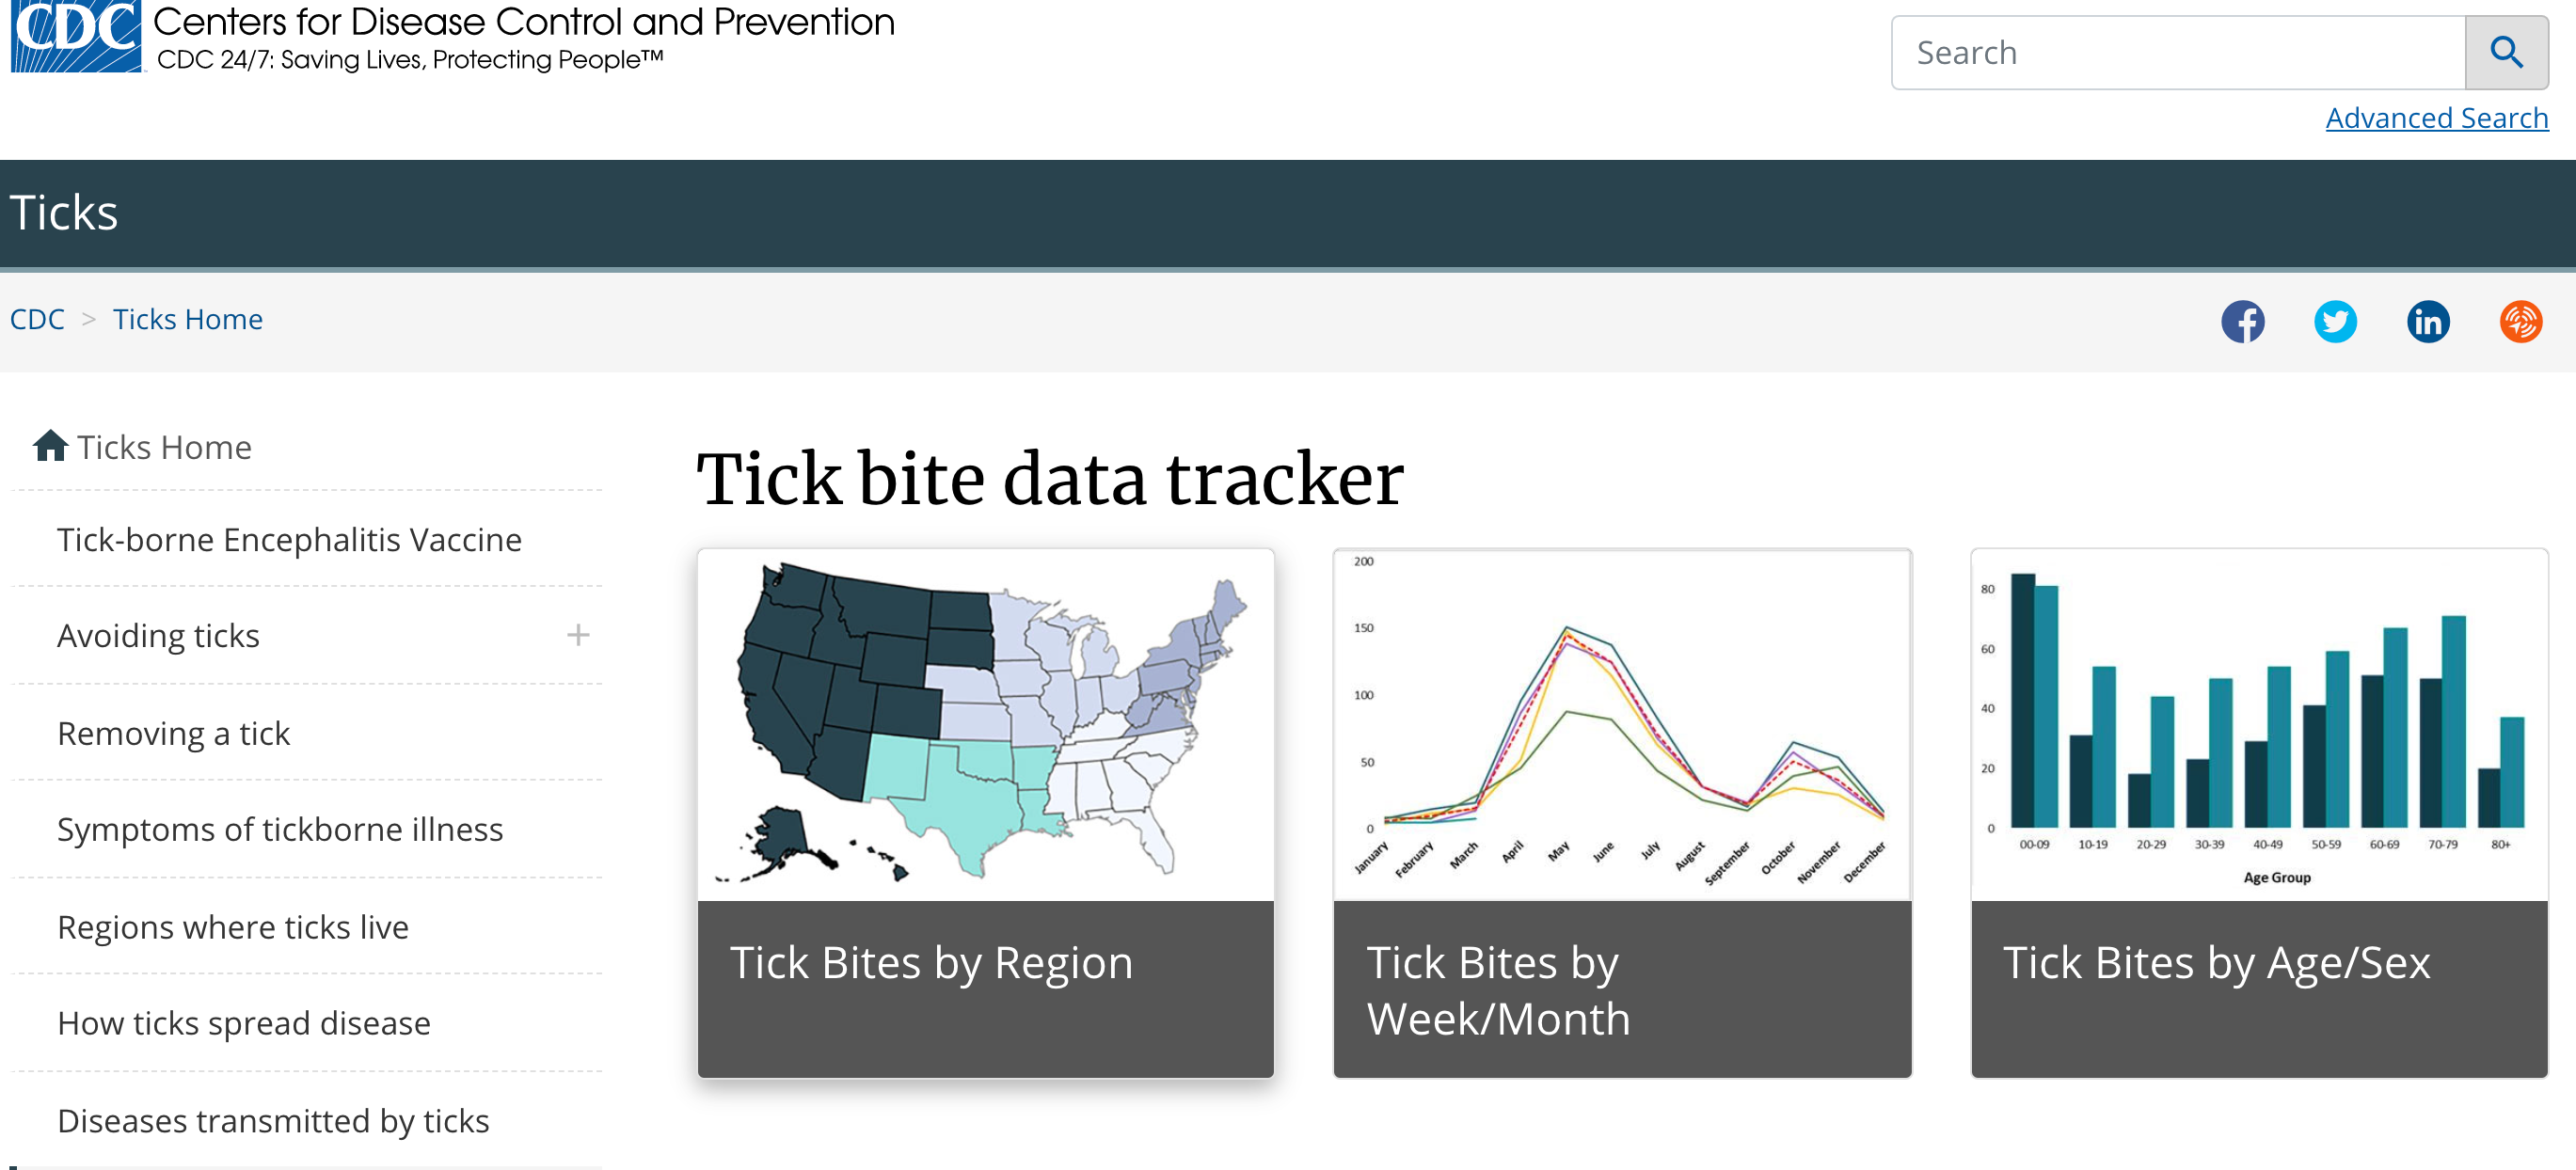 CDC
Centers for Disease Control and Prevention
CDC 24/7: Saving Lives, Protecting People™
Search
Advanced Search
Ticks
CDC > Ticks Home
Ticks Home
Tick-borne Encephalitis Vaccine
Avoiding ticks
Removing a tick
Symptoms of tickborne illness
Regions where ticks live
How ticks spread disease
Diseases transmitted by ticks
Tick bite data tracker
Tick Bites by Region
200
150
100
50
0
January
February
March
April
May
June
July
August
September
October
November
December
Tick Bites by
Week/Month
80
60
40
20
0
00-09 10-19 20-29 30-39 40-49 50-59 60-69 70-79 80+
Age Group
Tick Bites by Age/Sex